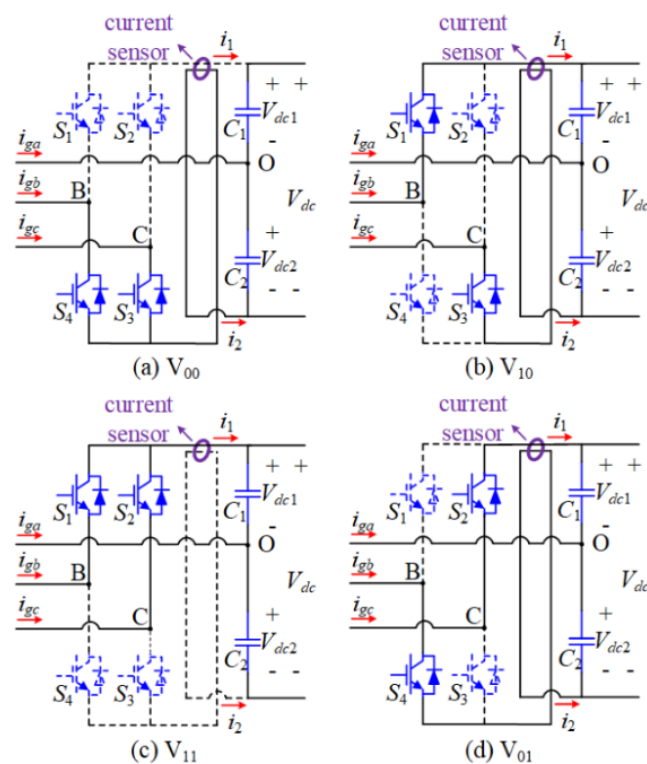 current
sensor
i1
+ +
S1 S2 C1 Vdc1
iga
-
O
igb
B
Vdc
igc
C
+
C2 Vdc2
S4 S3
- -
i2
(a) V00
current
sensor
i1
+ +
S1 S2 C1 Vdc1
iga
-
O
igb
B
Vdc
igc
C
+
C2 Vdc2
S4 S3
- -
i2
(b) V10
current
sensor
i1
+ +
S1 S2 C1 Vdc1
iga
-
O
igb
B
Vdc
igc
C
+
C2 Vdc2
S4 S3
- -
i2
(c) V11
current
sensor
i1
+ +
S1 S2 C1 Vdc1
iga
-
O
igb
B
Vdc
igc
C
+
C2 Vdc2
S4 S3
- -
i2
(d) V01